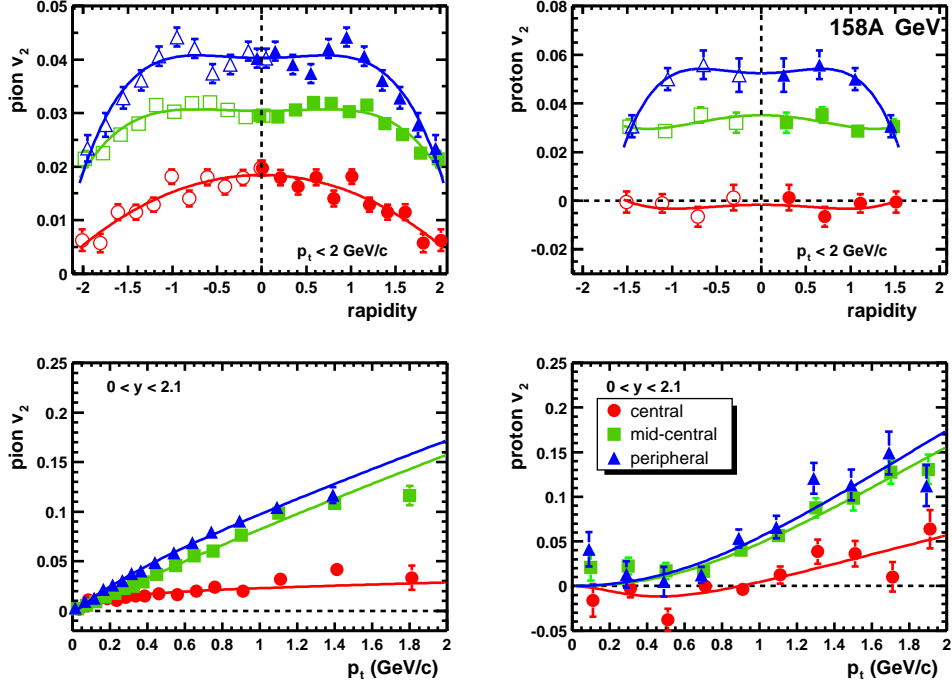 158A GeV
pion v2
0.04
0.03
0.02
0.01
0
-2 -1.5 -1 -0.5 0 0.5 1 1.5 2
pt < 2 GeV/c
rapidity
proton v2
0.08
0.06
0.04
0.02
0
-0.02
-2 -1.5 -1 -0.5 0 0.5 1 1.5 2
pt < 2 GeV/c
rapidity
pion v2
0 < y < 2.1
0.25
0.2
0.15
0.1
0.05
0
0 0.2 0.4 0.6 0.8 1 1.2 1.4 1.6 1.8 2
pt (GeV/c)
proton v2
0 < y < 2.1
central
mid-central
peripheral
0.25
0.2
0.15
0.1
0.05
0
-0.05
0 0.2 0.4 0.6 0.8 1 1.2 1.4 1.6 1.8 2
pt (GeV/c)